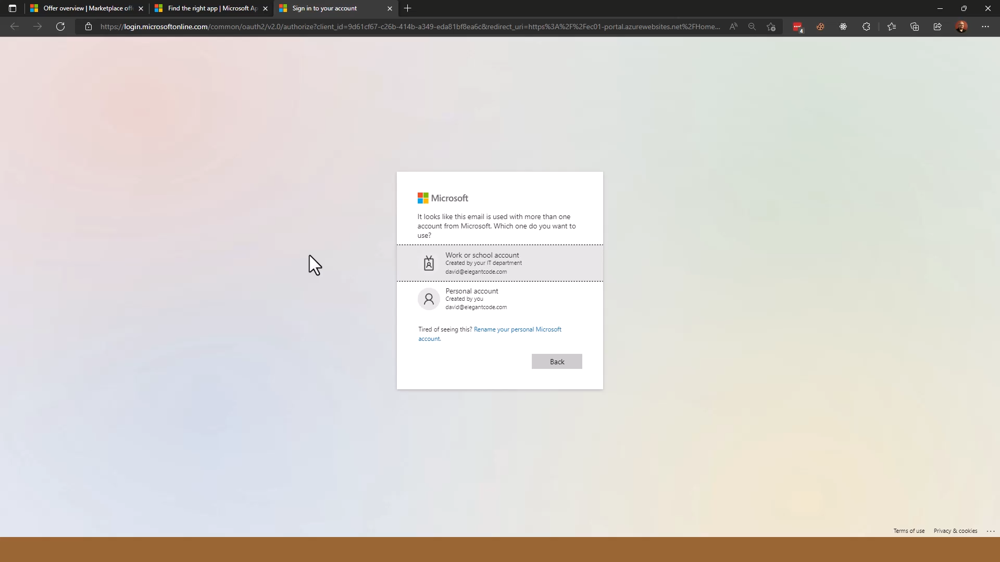 Offer overview | Marketplace off
Find the right app | Microsoft Ap
Sign in to your account
https://login.microsoftonline.com/common/oauth2/v2.0/authorize?client_id=9d61cf67-c26b-414b-a349-eda81bf8ea6c&redirect_uri=https%3A%2F%2Fec01-portal.azurewebsites.net%2FHome...
4
Microsoft
It looks like this email is used with more than one
account from Microsoft. Which one do you want to
use?
Work or school account
Created by your IT department
david@elegantcode.com
Personal account
Created by you
david@elegantcode.com
Tired of seeing this? Rename your personal Microsoft
account.
Back
Terms of use Privacy & cookies ...